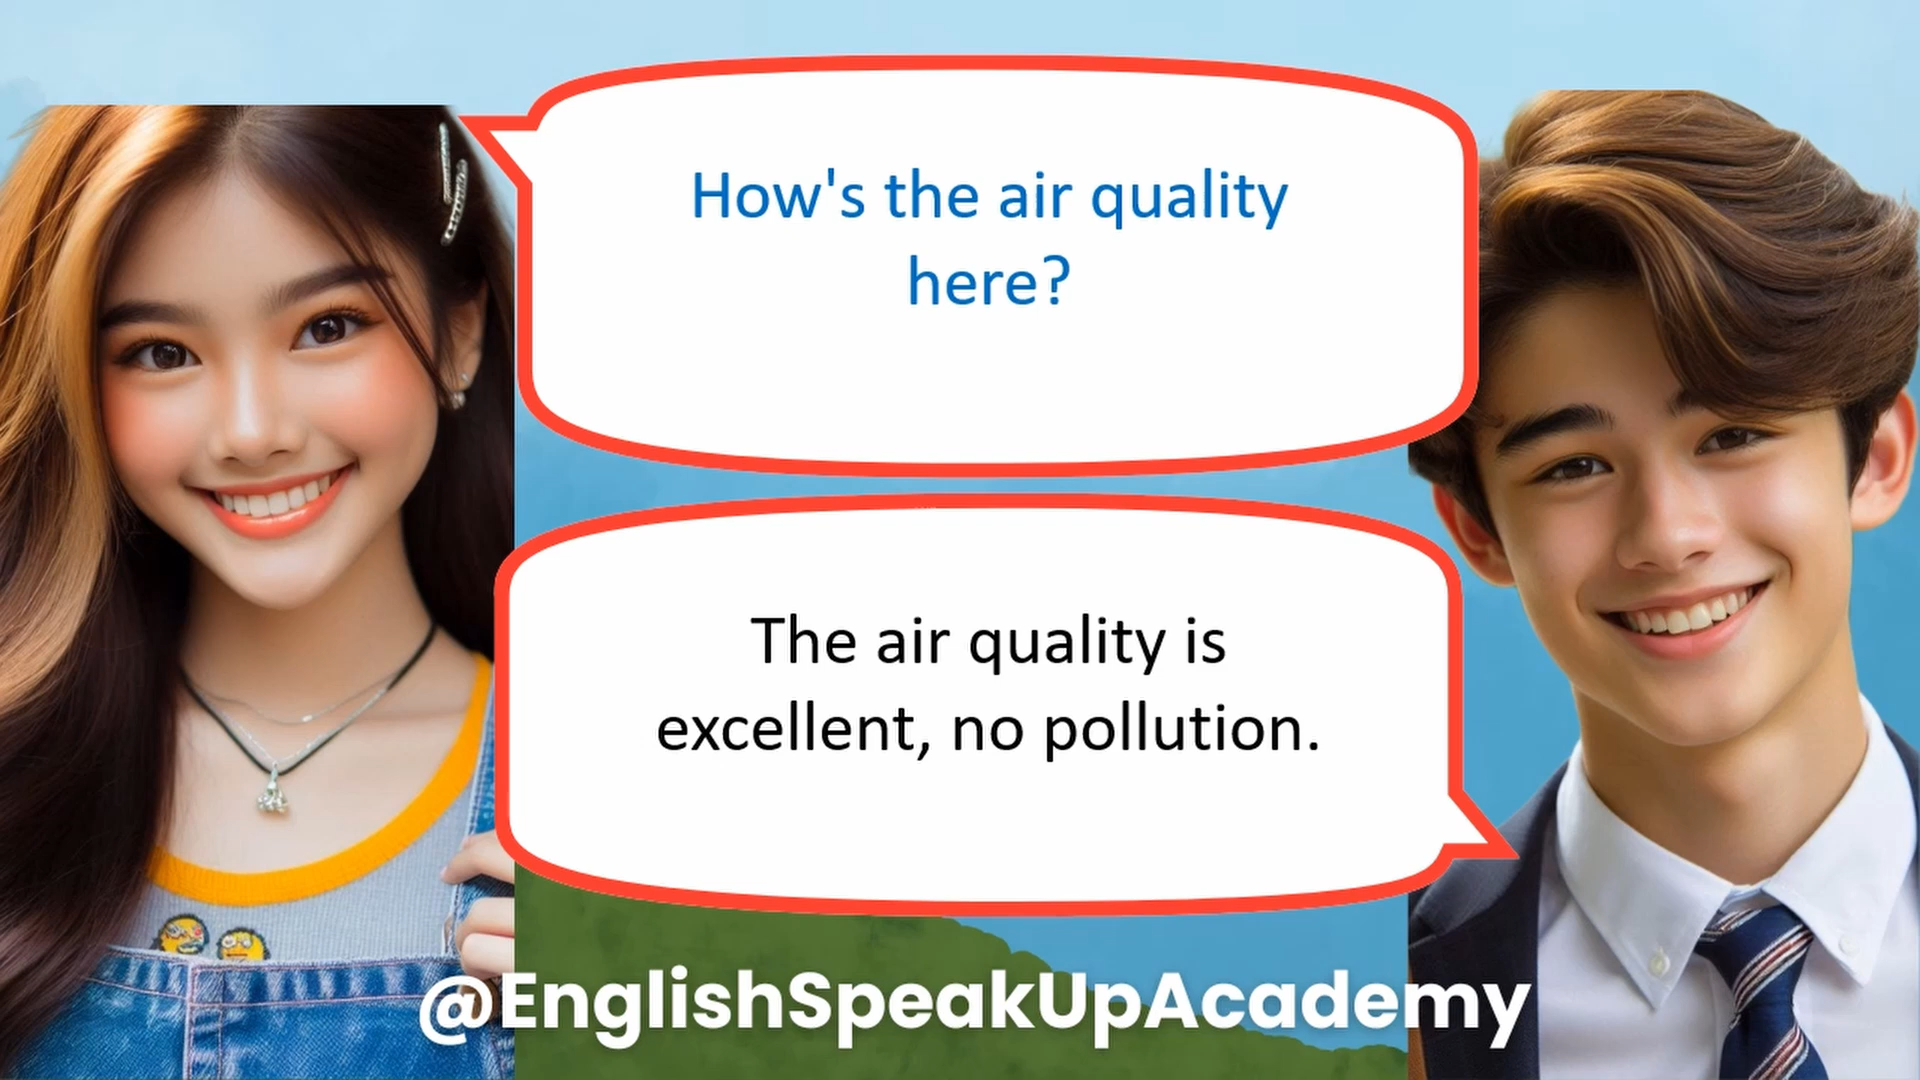 How's the air quality
here?
The air quality is
excellent, no pollution.
@EnglishSpeakUpAcademy